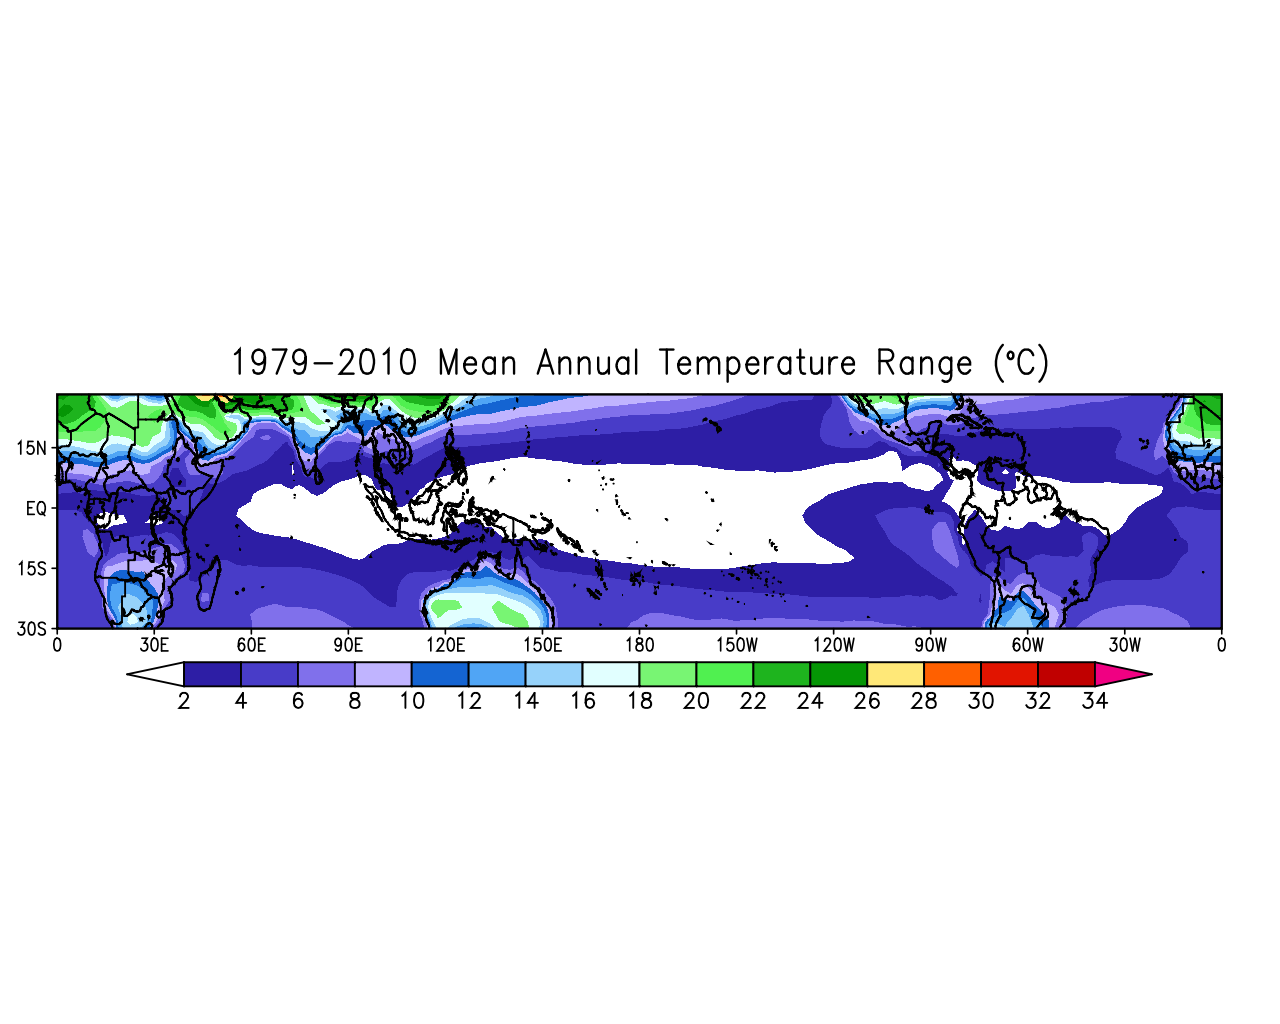 1979-2010 Mean Annual Temperature Range (°C)
15N
EQ
15S
30S
0 30E 60E 90E 120E 150E 180 150W 120W 90W 60W 30W 0
2 4 6 8 10 12 14 16 18 20 22 24 26 28 30 32 34